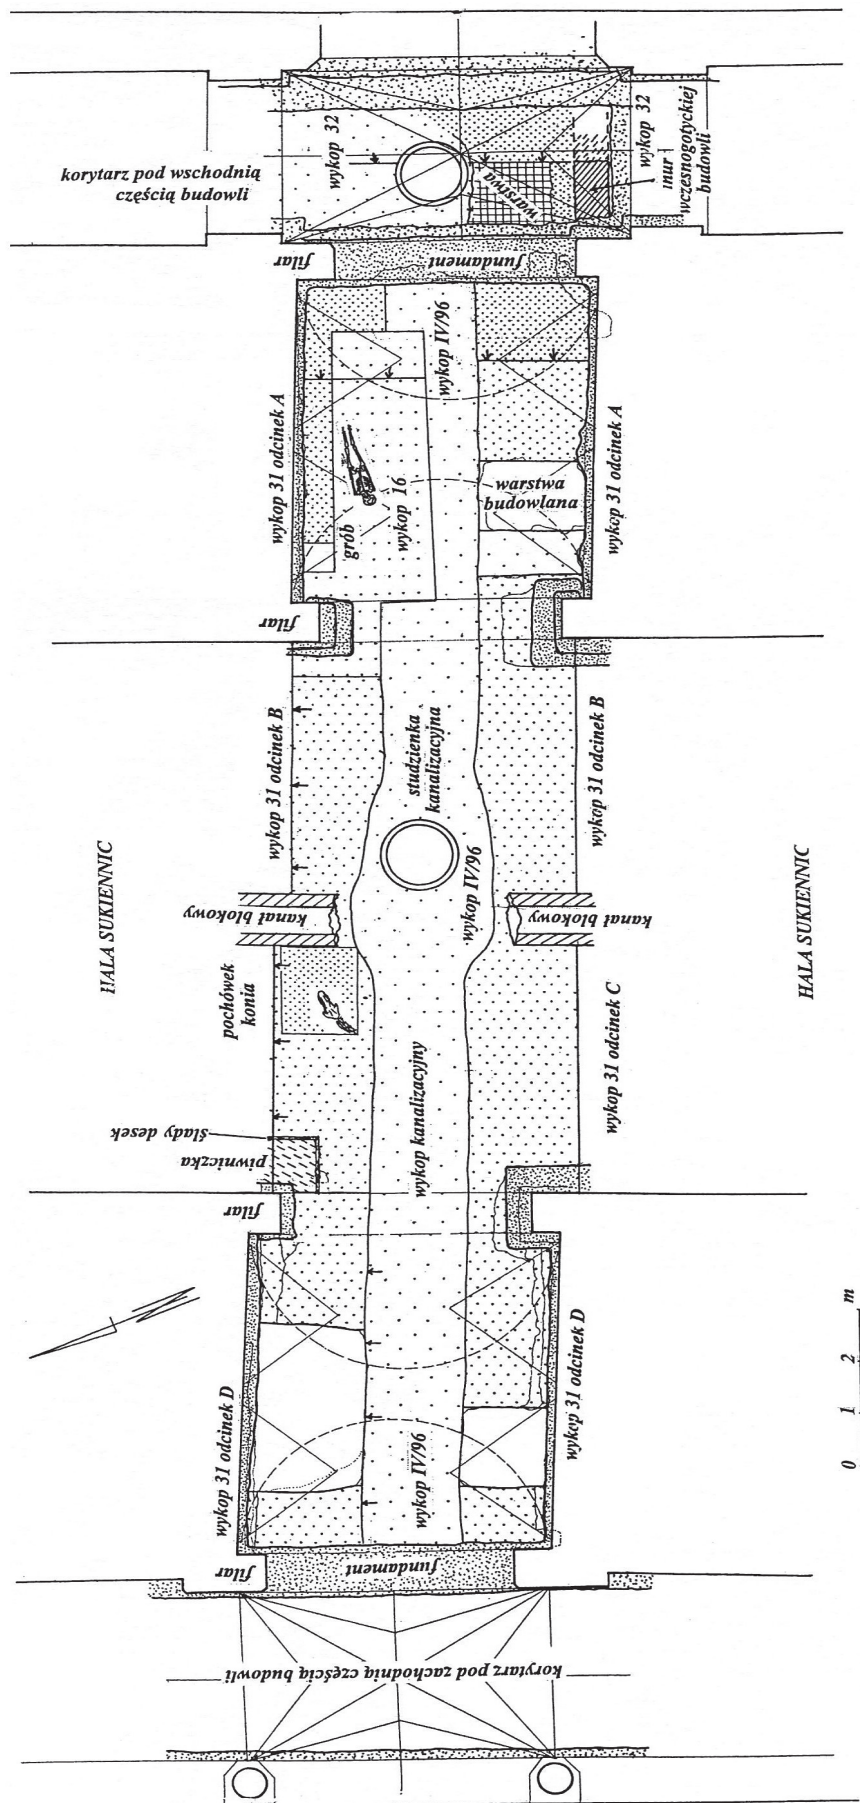 korytarz pod wschodnią
częścią budowli
wykop 32
warstwa
wykop 32
mur
wczesnogotyckiej
budowli
filar
fundament
wykop 31 odcinek A
wykop IV/96
grób
wykop 16
warstwa
budowlana
wykop 31 odcinek A
filar
wykop 31 odcinek B
studzienka
kanalizacyjna
wykop 31 odcinek B
HALA SUKIENNIC
wykop IV/96
HALA SUKIENNIC
kanał blokowy
kanał blokowy
pochówek
konia
wykop kanalizacyjny
wykop 31 odcinek C
ślady desek
piwniczka
filar
N
wykop 31 odcinek D
wykop IV/96
wykop 31 odcinek D
0 1 2 m
filar
fundament
korytarz pod zachodnią częścią budowli